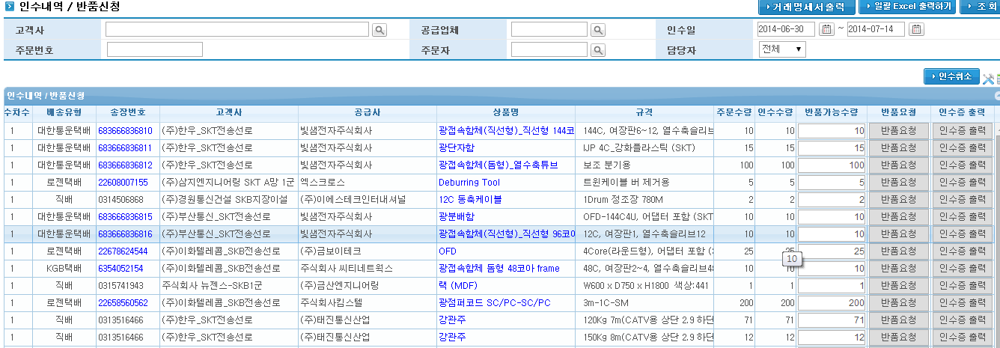 인수내역 / 반품신청 거래명세서출력 일괄 Excel 출력하기 조 회
고객사 공급업체 인수일 2014-06-30 ~ 2014-07-14
주문번호 주문자 담당자 전체
인수취소
인수내역 / 반품신청
수차수 배송유형 송장번호 고객사 공급사 상품명 규격 주문수량 인수수량 반품가능수량 반품요청 인수증 출력
1 대한통운택배 683666836810 (주)한우_SKT전송선로 빛샘전자주식회사 광접속함체(직선형)_직선형 144코 144C, 여장판6~12, 열수축슬리브 10 10 10 반품요청 인수증 출력
1 대한통운택배 683666836811 (주)한우_SKT전송선로 빛샘전자주식회사 광단자함 IJP 4C_강화플라스틱 (SKT) 15 15 15 반품요청 인수증 출력
1 대한통운택배 683666836812 (주)한우_SKT전송선로 빛샘전자주식회사 광접속함체(돔형)_열수축튜브 보조 분기용 100 100 100 반품요청 인수증 출력
1 로젠택배 22608007155 (주)삼지엔지니어링 SKT A망 1군 엑스크로스 Deburring Tool 트윈케이블 버 제거용 5 5 5 반품요청 인수증 출력
1 직배 0314506868 (주)경원통신건설 SKB지장이설 (주)이에스테크인터내셔널 12C 동축케이블 1Drum 정조장 780M 2 2 2 반품요청 인수증 출력
1 대한통운택배 683666836815 (주)부산통신_SKT전송선로 빛샘전자주식회사 광분배함 OFD-144C4U, 어댑터 포함 (SKT 10 10 10 반품요청 인수증 출력
1 대한통운택배 683666836816 (주)부산통신_SKT전송선로 빛샘전자주식회사 광접속함체(직선형)_직선형 96코어 12C, 여장판1, 열수축슬리브12 10 10 10 반품요청 인수증 출력
1 로젠택배 22678624544 (주)이화텔레콤_SKB전송선로 (주)금보이테크 OFD 4Core(라운드형), 어댑터 포함 25 25 25 반품요청 인수증 출력
10
1 KGB택배 6354052154 (주)이화텔레콤_SKB전송선로 주식회사 씨티네트웍스 광접속함체 돔형 48코아 frame 48C, 여장판2~4, 열수축슬리브48 10 10 10 반품요청 인수증 출력
1 직배 0315741943 주식회사 뉴젠스-SKB1군 (주)금산엔지니어링 랙 (MDF) W600 x D750 x H1800 색상:441 1 1 1 반품요청 인수증 출력
1 로젠택배 22658560562 (주)이화텔레콤_SKB전송선로 주식회사킴스텔 광점퍼코드 SC/PC-SC/PC 3m-1C-SM 200 200 200 반품요청 인수증 출력
1 직배 0313516466 (주)한우_SKT전송선로 (주)태진통신산업 강관주 120Kg 7m(CATV용 상단 2.9 하단 71 71 71 반품요청 인수증 출력
1 직배 0313516466 (주)한우_SKT전송선로 (주)태진통신산업 강관주 150Kg 8m(CATV용 상단 2.9 하단 12 12 12 반품요청 인수증 출력